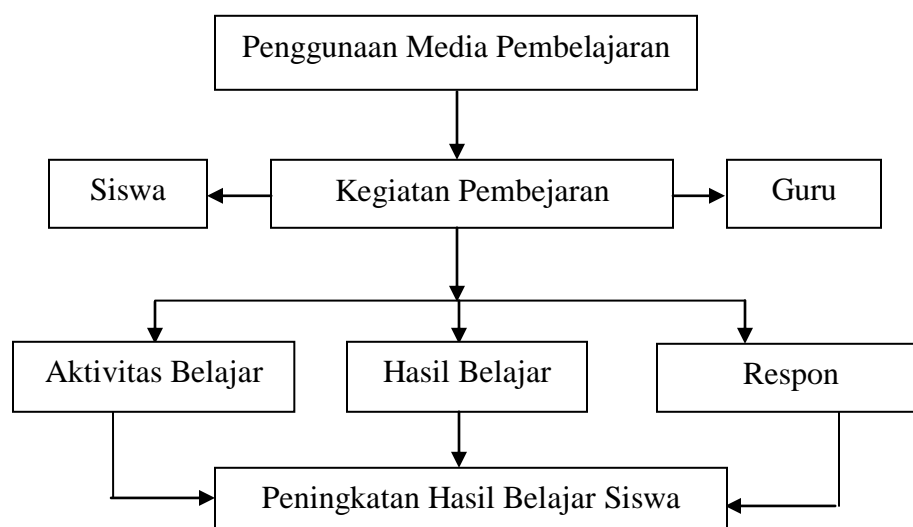 Penggunaan Media Pembelajaran
Siswa
Kegiatan Pembejaran
Guru
Aktivitas Belajar
Hasil Belajar
Respon
Peningkatan Hasil Belajar Siswa